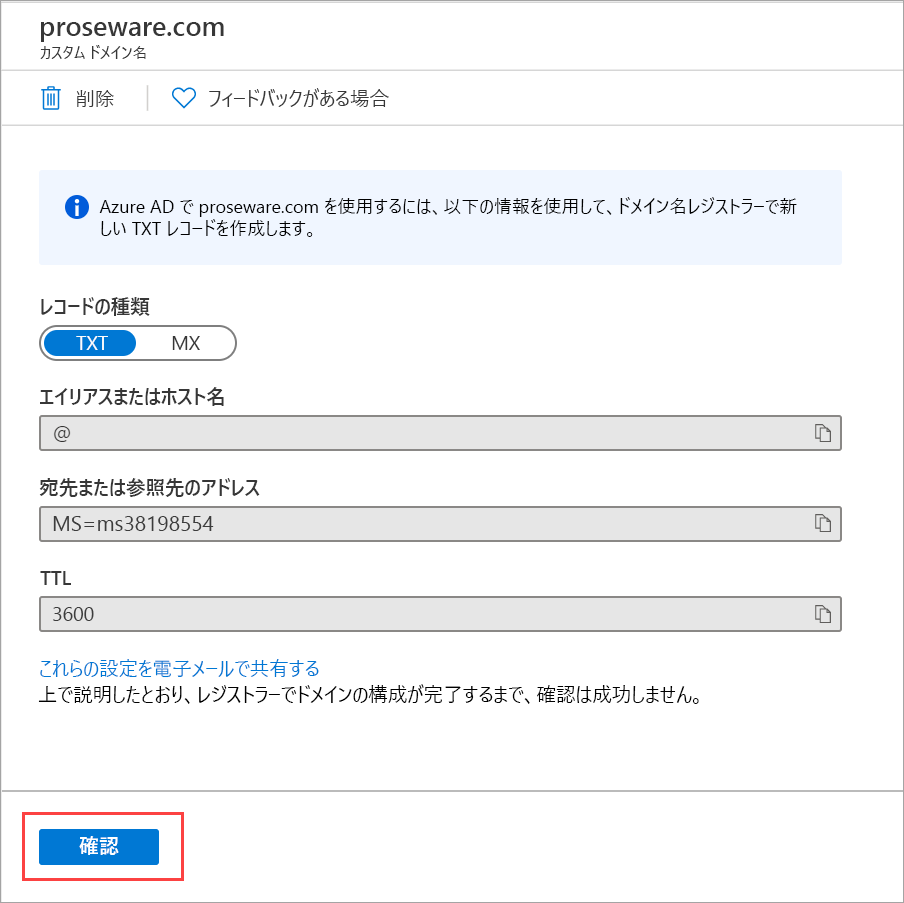 proseware.com
カスタム ドメイン名
削除
フィードバックがある場合
Azure AD で proseware.com を使用するには、以下の情報を使用して、ドメイン名レジストラーで新
しい TXT レコードを作成します。
レコードの種類
TXT
MX
エイリアスまたはホスト名
@
宛先または参照先のアドレス
MS=ms38198554
TTL
3600
これらの設定を電子メールで共有する
上で説明したとおり、レジストラーでドメインの構成が完了するまで、確認は成功しません。
確認